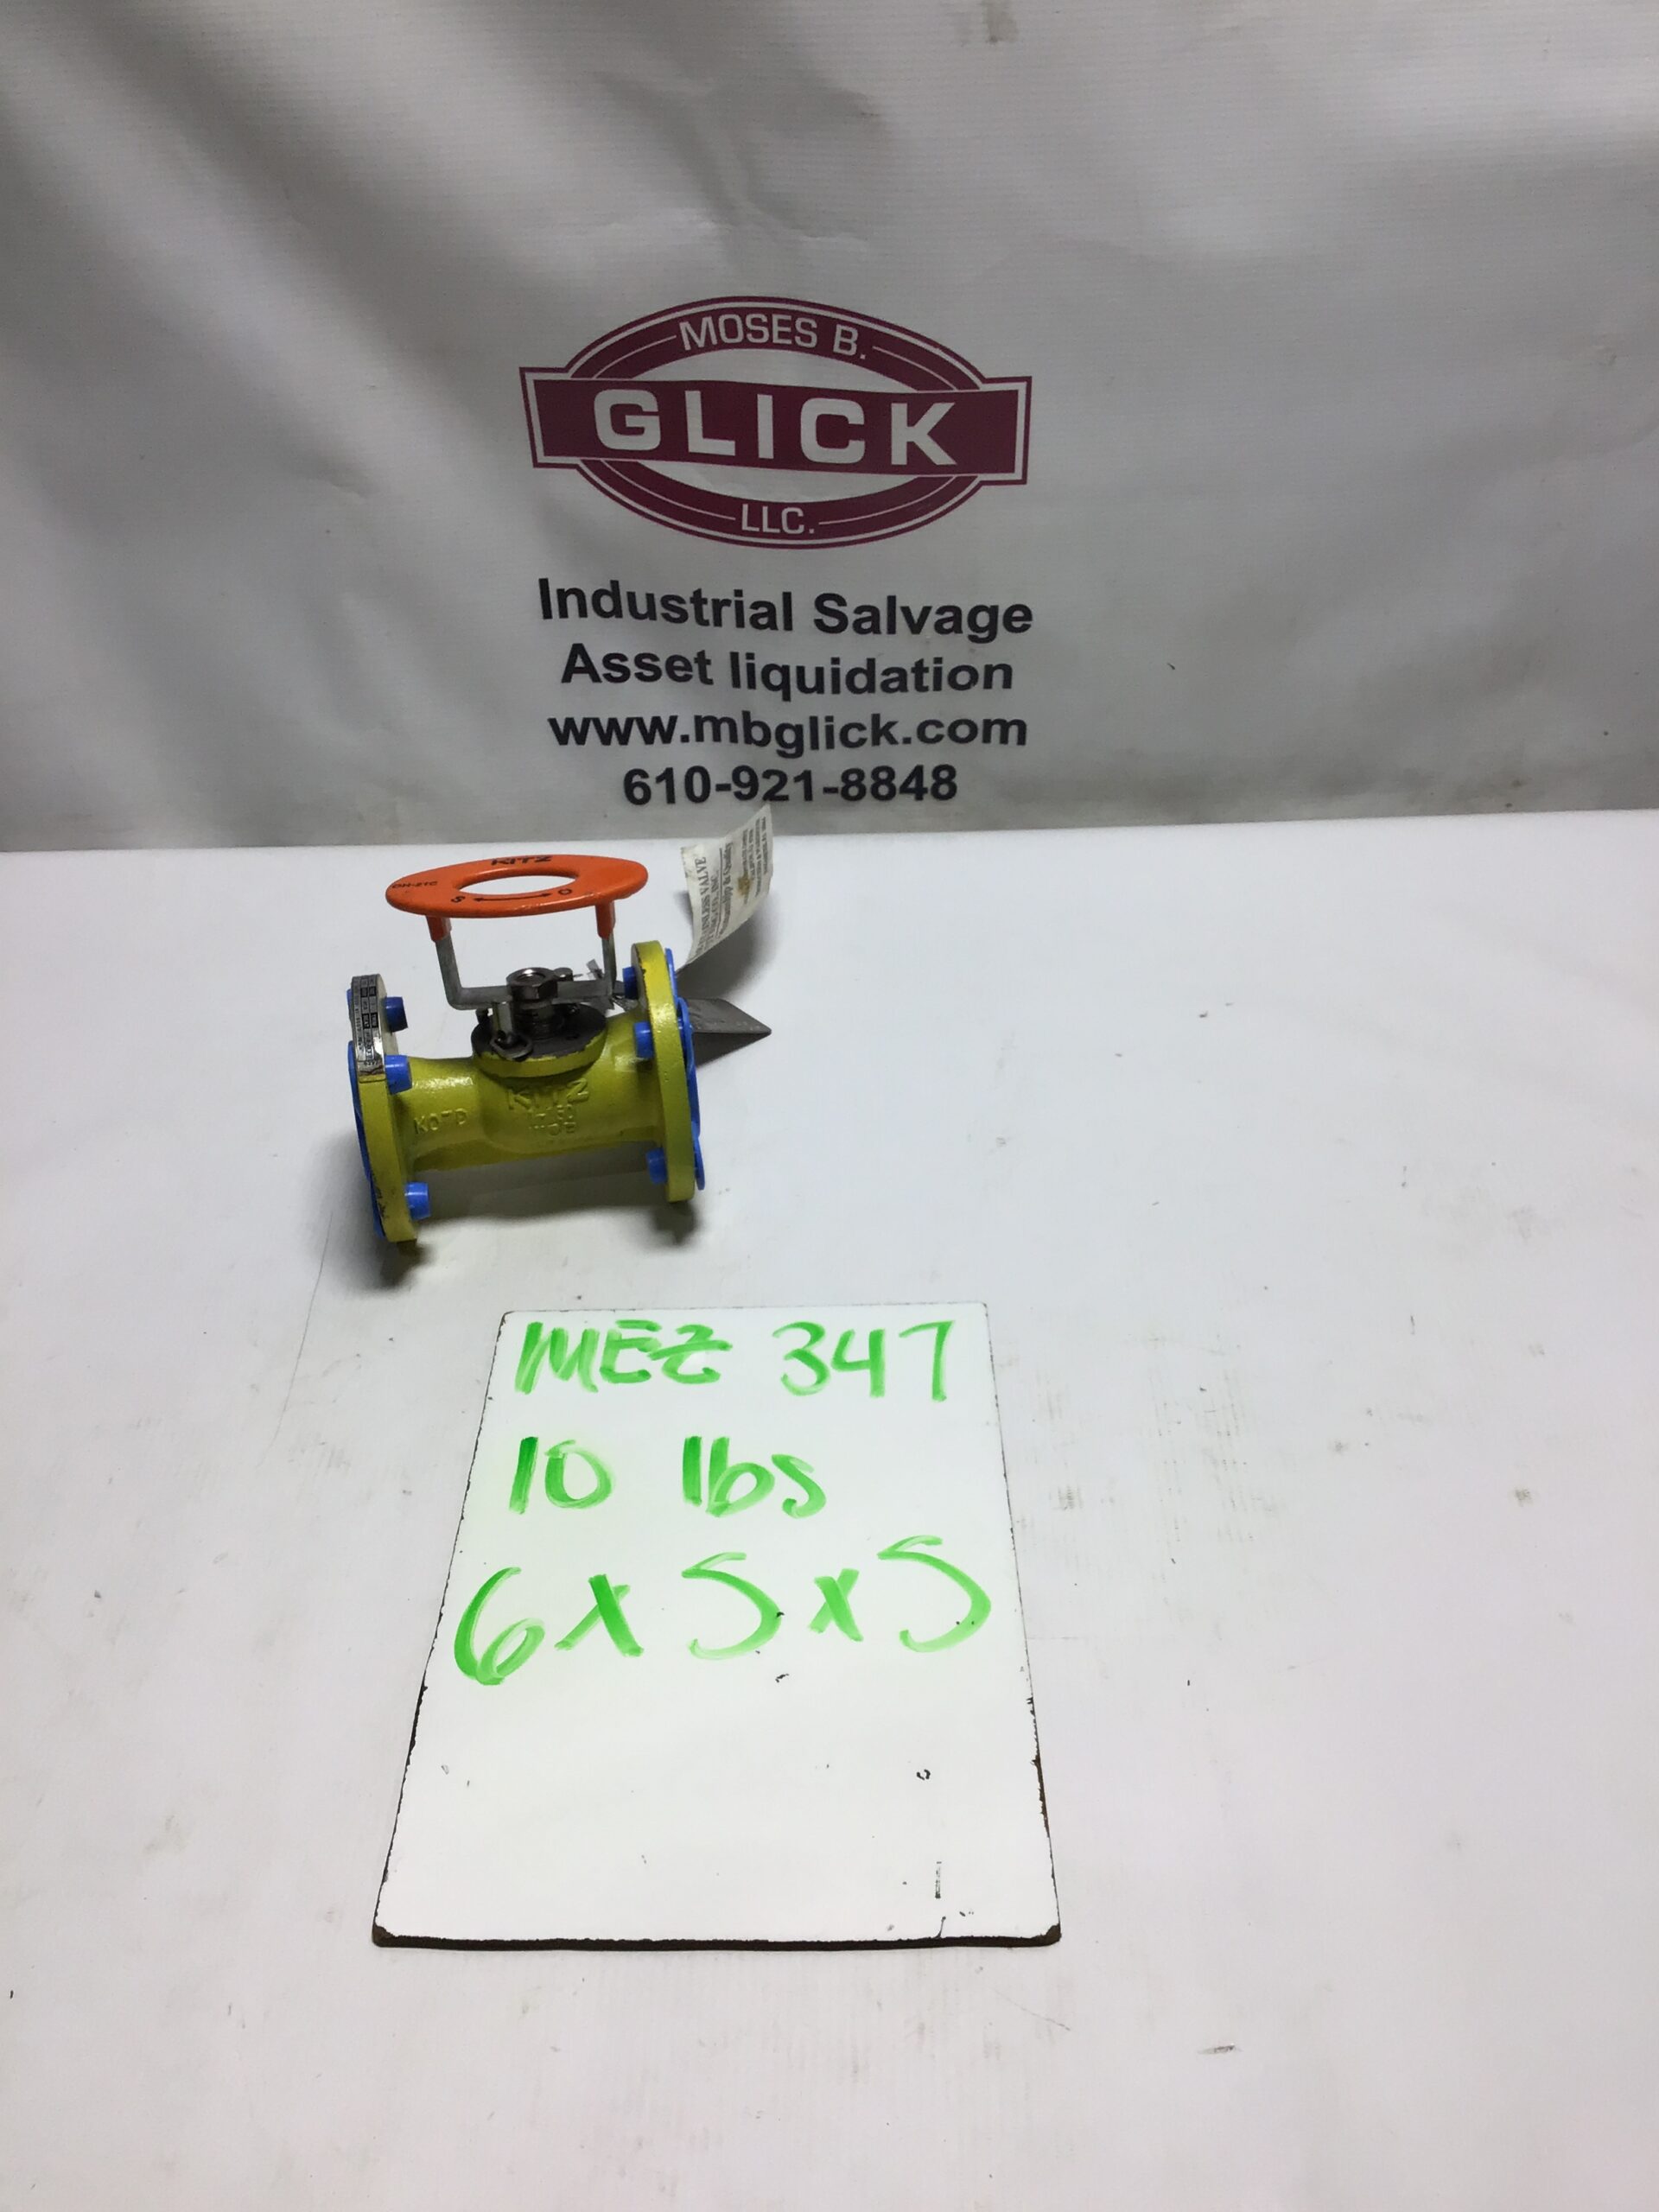 MOSES B.
GLICK
LLC.
Industrial Salvage
Asset liquidation
www.mbglick.com
610-921-8848
KITZ
S O
VALVE
KITZ
MEZ 347
10 lbs
6x5x5